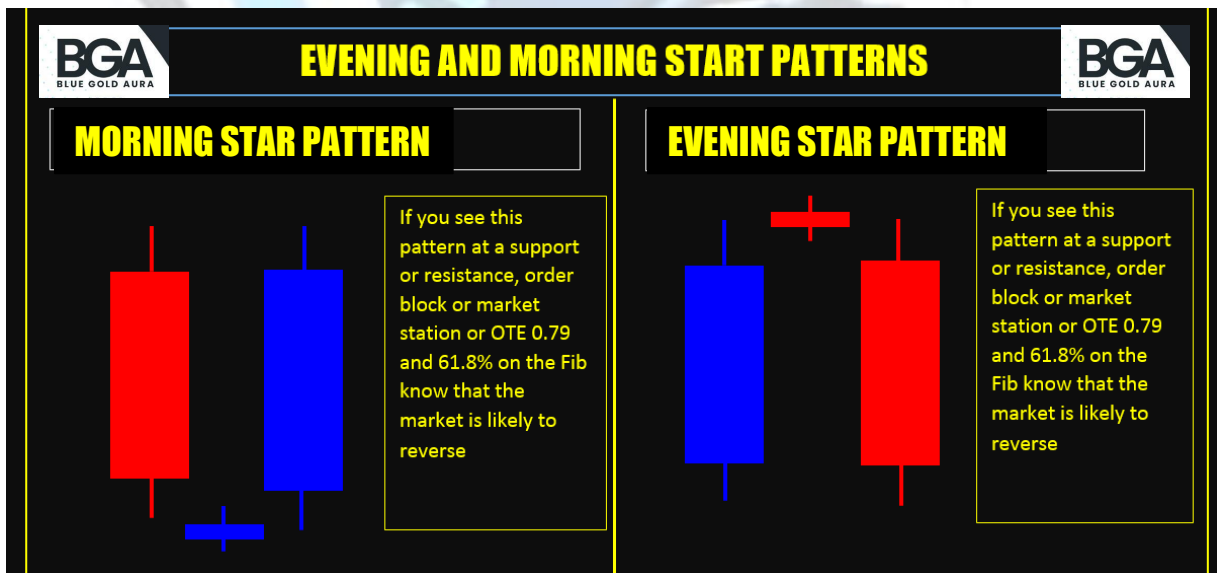 BGA
BLUE GOLD AURA
EVENING AND MORNING START PATTERNS
BGA
BLUE GOLD AURA
MORNING STAR PATTERN
If you see this
pattern at a support
or resistance, order
block or market
station or OTE 0.79
and 61.8% on the Fib
know that the
market is likely to
reverse
EVENING STAR PATTERN
If you see this
pattern at a support
or resistance, order
block or market
station or OTE 0.79
and 61.8% on the
Fib know that the
market is likely to
reverse